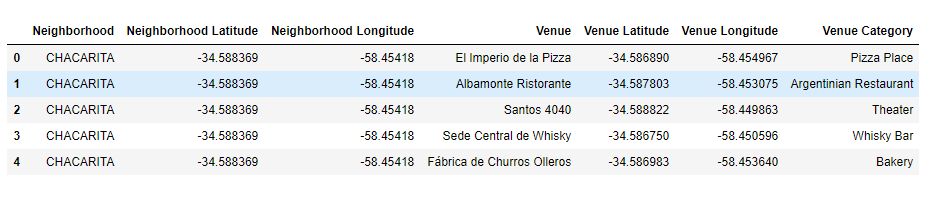 Neighborhood Neighborhood Latitude Neighborhood Longitude Venue Venue Latitude Venue Longitude Venue Category
0 CHACARITA -34.588369 -58.45418 El Imperio de la Pizza -34.586890 -58.454967 Pizza Place
1 CHACARITA -34.588369 -58.45418 Albamonte Ristorante -34.587803 -58.453075 Argentinian Restaurant
2 CHACARITA -34.588369 -58.45418 Santos 4040 -34.588822 -58.449863 Theater
3 CHACARITA -34.588369 -58.45418 Sede Central de Whisky -34.586750 -58.450596 Whisky Bar
4 CHACARITA -34.588369 -58.45418 Fábrica de Churros Olleros -34.586983 -58.453640 Bakery